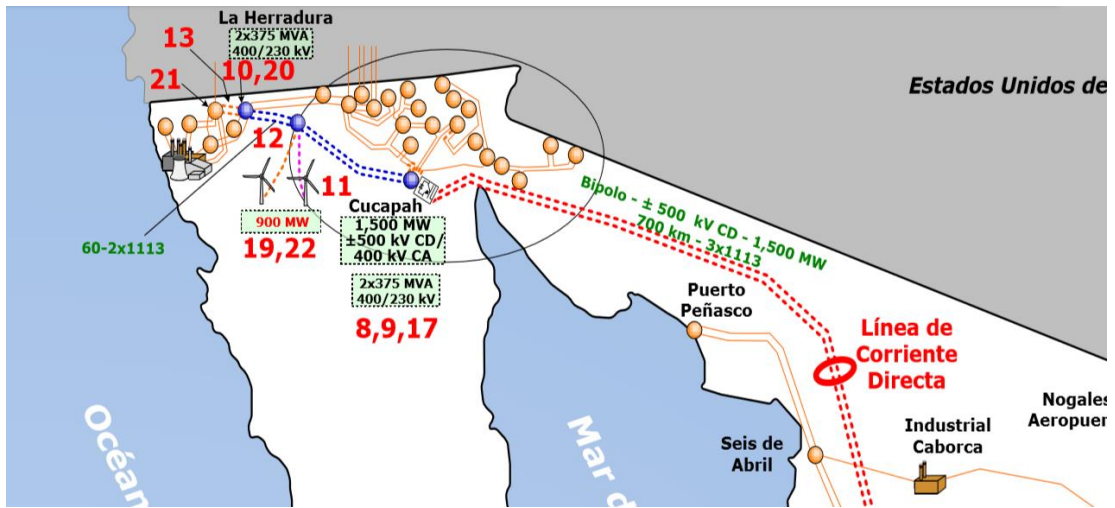 La Herradura
2x375 MVA
400/230 kV
13
10,20
21
12
11
60-2x1113
900 MW
19,22
Cucapah
1,500 MW
±500 kV CD/
400 kV CA
2x375 MVA
400/230 kV
8,9,17
Estados Unidos de
Bipolo - ± 500 kV CD - 1,500 MW
700 km - 3x1113
Puerto
Peñasco
Línea de
Corriente
Directa
Nogales
Aeropuer
Industrial
Caborca
Seis de
Abril
Océan
Mar d